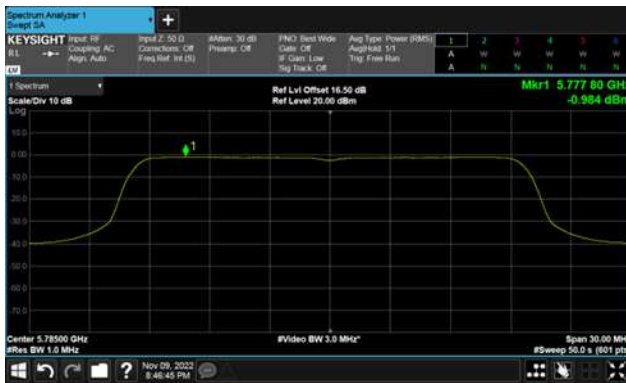 Spectrum Analyzer 1
Swept SA
KEYSIGHT Input: RF Input Z: 50 Ω #Atten: 30 dB PNO: Best Wide Avg Type: Power (RMS) 1 2 3 4 5 6
RL Coupling: AC Corrections: Off Preamp: Off Gate: Off Avg|Hold: 1/1 A W W W W W
Align: Auto Freq Ref: Int (S) IF Gain: Low Trig: Free Run
Sig Track: Off A N N N N N
1 Spectrum
Scale/Div 10 dB
Ref Lvl Offset 16.50 dB
Ref Level 20.00 dBm
Mkr1 5.777 80 GHz
-0.984 dBm
Log
10.0
0.00
1
-10.0
-20.0
-30.0
-40.0
-50.0
-60.0
-70.0
Center 5.78500 GHz
#Res BW 1.0 MHz
#Video BW 3.0 MHz*
Span 30.00 MH
#Sweep 50.0 s (601 pts
?
Nov 09, 2022
8:46:45 PM